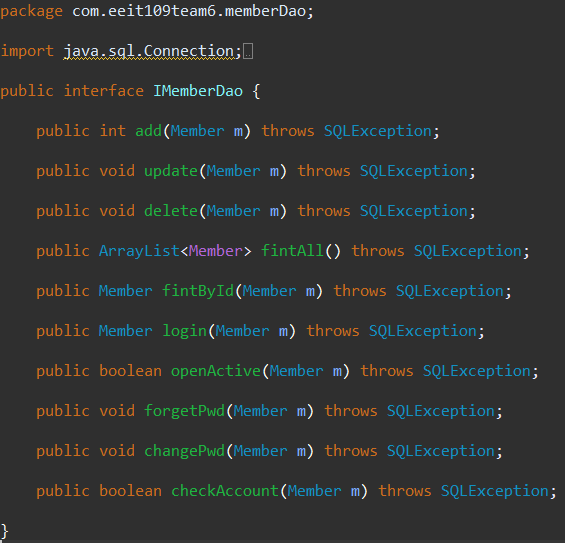 package com.eeit109team6.memberDao;
import java.sql.Connection;
public interface IMemberDao {
public int add(Member m) throws SQLException;
public void update(Member m) throws SQLException;
public void delete(Member m) throws SQLException;
public ArrayList<Member> fintAll() throws SQLException;
public Member fintById(Member m) throws SQLException;
public Member login(Member m) throws SQLException;
public boolean openActive(Member m) throws SQLException;
public void forgetPwd(Member m) throws SQLException;
public void changePwd(Member m) throws SQLException;
public boolean checkAccount(Member m) throws SQLException;
}